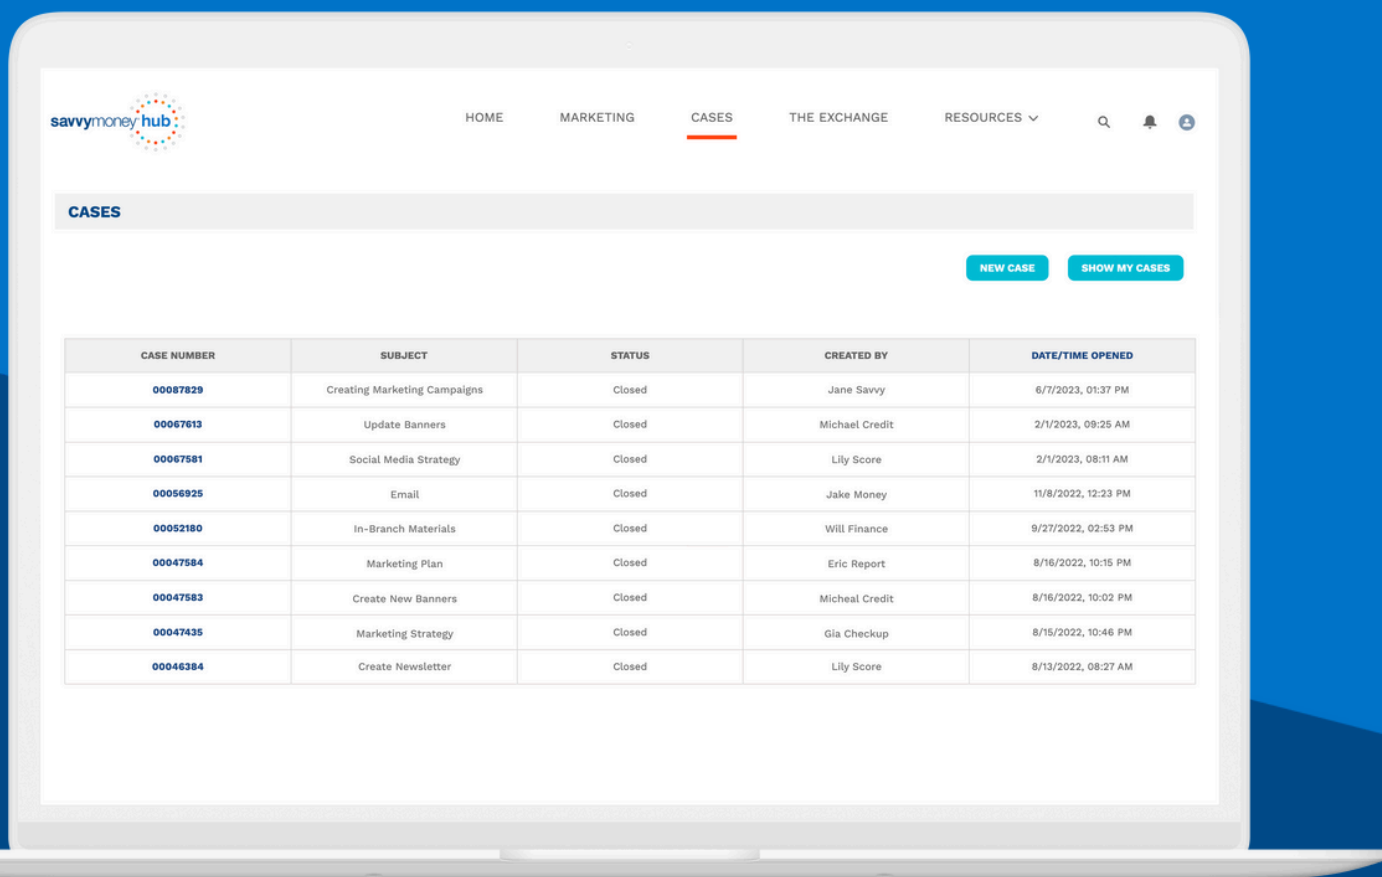 savvymoney hub
HOME MARKETING CASES THE EXCHANGE RESOURCES
CASES
NEW CASE SHOW MY CASES
CASE NUMBER SUBJECT STATUS CREATED BY DATE/TIME OPENED
00087829 Creating Marketing Campaigns Closed Jane Savvy 6/7/2023, 01:37 PM
00067613 Update Banners Closed Michael Credit 2/1/2023, 09:25 AM
00067581 Social Media Strategy Closed Lily Score 2/1/2023, 08:11 AM
00056925 Email Closed Jake Money 11/8/2022, 12:23 PM
00052180 In-Branch Materials Closed Will Finance 9/27/2022, 02:53 PM
00047584 Marketing Plan Closed Eric Report 8/16/2022, 10:15 PM
00047583 Create New Banners Closed Micheal Credit 8/16/2022, 10:02 PM
00047435 Marketing Strategy Closed Gia Checkup 8/15/2022, 10:46 PM
00046384 Create Newsletter Closed Lily Score 8/13/2022, 08:27 AM